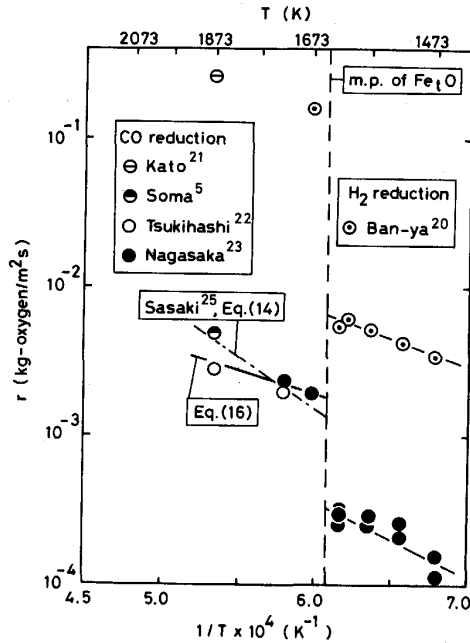 T (K)
2073 1873 1673 1473
m.p. of FeₜO
10⁻¹
CO reduction
⊖ Kato²¹
Soma⁵
○ Tsukihashi²²
● Nagasaka²³
H₂ reduction
⊙ Ban-ya²⁰
10⁻²
Sasaki²⁵, Eq.(14)
Eq.(16)
10⁻³
10⁻⁴
r (kg-oxygen/m²s)
4.5 5.0 6.0 7.0
1/T × 10⁴ (K⁻¹)